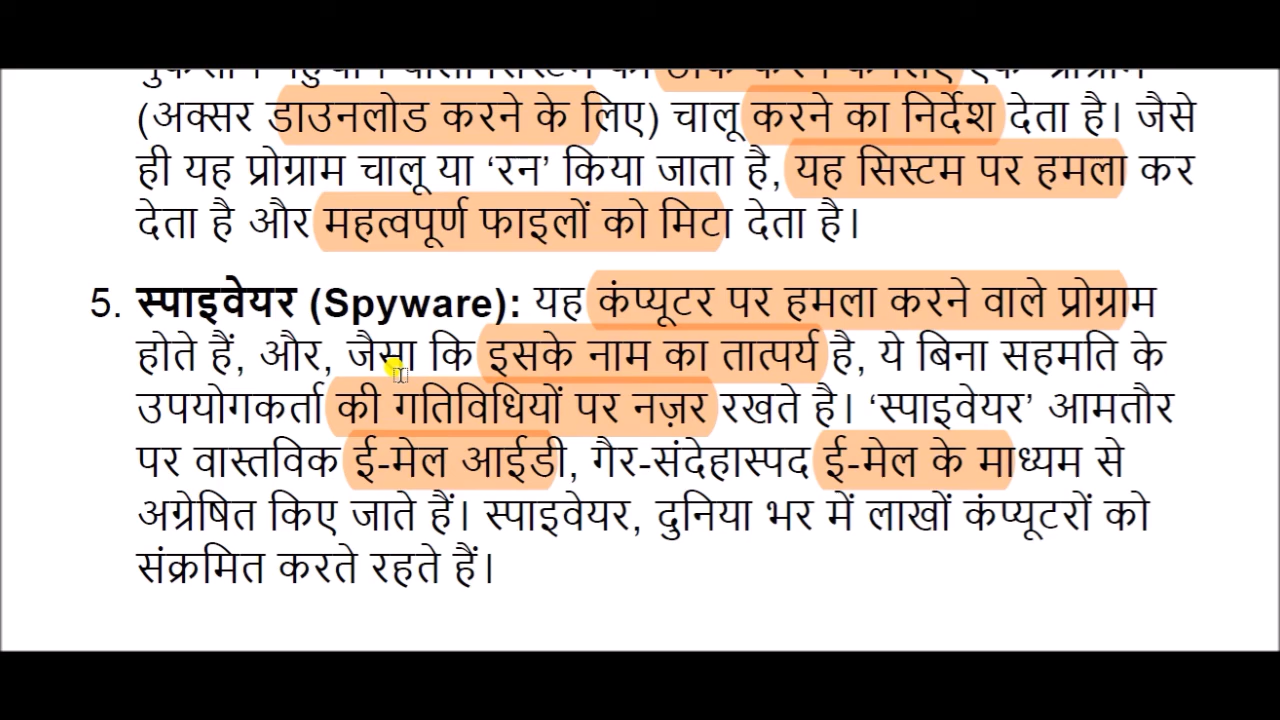 (अक्सर डाउनलोड करने के लिए) चालू करने का निर्देश देता है। जैसे
ही यह प्रोग्राम चालू या ‘रन’ किया जाता है, यह सिस्टम पर हमला कर
देता है और महत्वपूर्ण फाइलों को मिटा देता है।
5. स्पाइवेयर (Spyware): यह कंप्यूटर पर हमला करने वाले प्रोग्राम
होते हैं, और, जैसा कि इसके नाम का तात्पर्य है, ये बिना सहमति के
उपयोगकर्ता की गतिविधियों पर नज़र रखते है। ‘स्पाइवेयर’ आमतौर
पर वास्तविक ई-मेल आईडी, गैर-संदेहास्पद ई-मेल के माध्यम से
अग्रेषित किए जाते हैं। स्पाइवेयर, दुनिया भर में लाखों कंप्यूटरों को
संक्रमित करते रहते हैं।